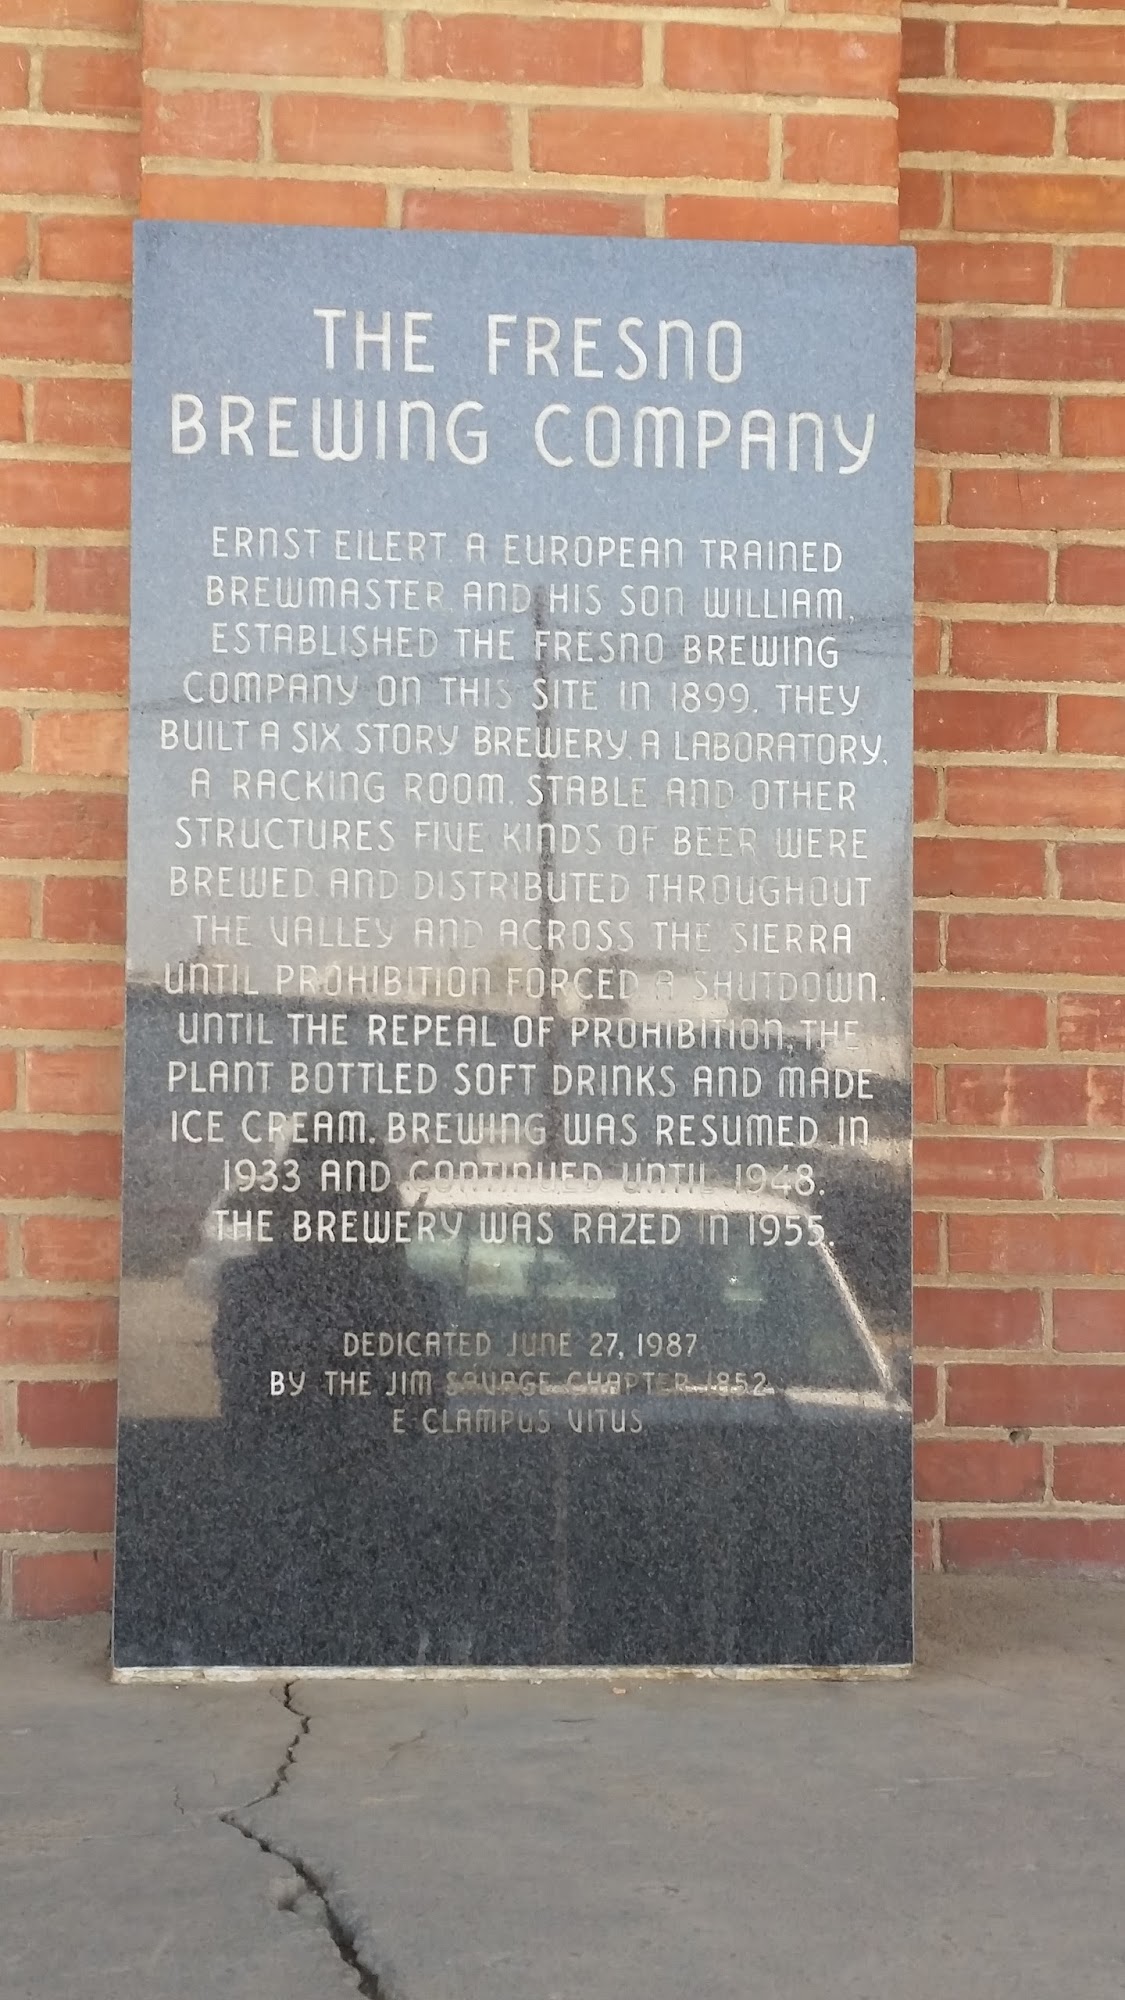 THE FRESNO
BREWING COMPANY
ERNST EILERT, A EUROPEAN TRAINED
BREWMASTER, AND HIS SON WILLIAM,
ESTABLISHED THE FRESNO BREWING
COMPANY ON THIS SITE IN 1899. THEY
BUILT A SIX STORY BREWERY, A LABORATORY,
A RACKING ROOM, STABLE AND OTHER
STRUCTURES FIVE KINDS OF BEER WERE
BREWED AND DISTRIBUTED THROUGHOUT
THE VALLEY AND ACROSS THE SIERRA
UNTIL PROHIBITION FORCED A SHUTDOWN.
UNTIL THE REPEAL OF PROHIBITION, THE
PLANT BOTTLED SOFT DRINKS AND MADE
ICE CREAM. BREWING WAS RESUMED IN
1933 AND CONTINUED UNTIL 1948.
THE BREWERY WAS RAZED IN 1955.
DEDICATED JUNE 27, 1987
BY THE JIM SAVAGE CHAPTER 1852
E CLAMPUS VITUS